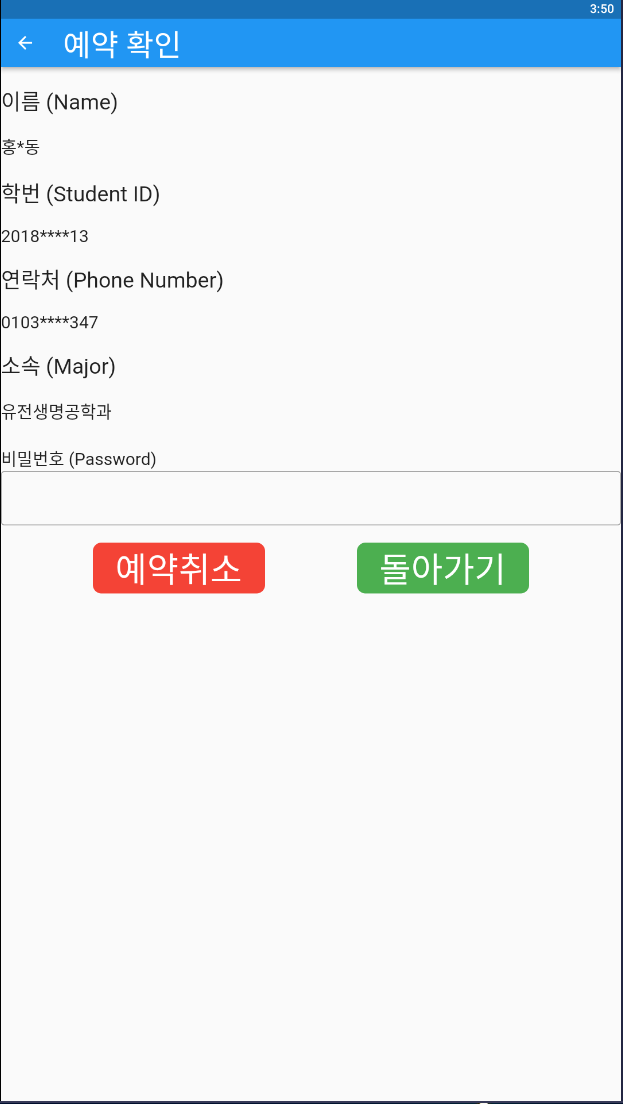 3:50
예약 확인
이름 (Name)
홍*동
학번 (Student ID)
2018****13
연락처 (Phone Number)
0103****347
소속 (Major)
유전생명공학과
비밀번호 (Password)
예약취소 돌아가기